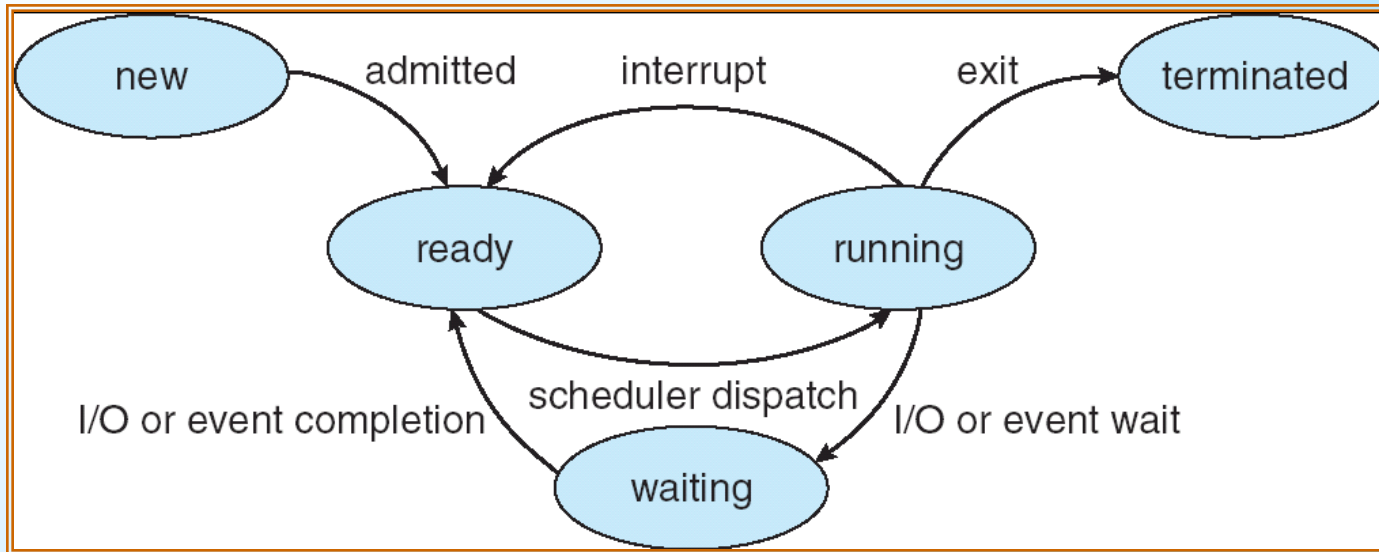 new
admitted
interrupt
exit
terminated
ready
running
scheduler dispatch
I/O or event completion
I/O or event wait
waiting